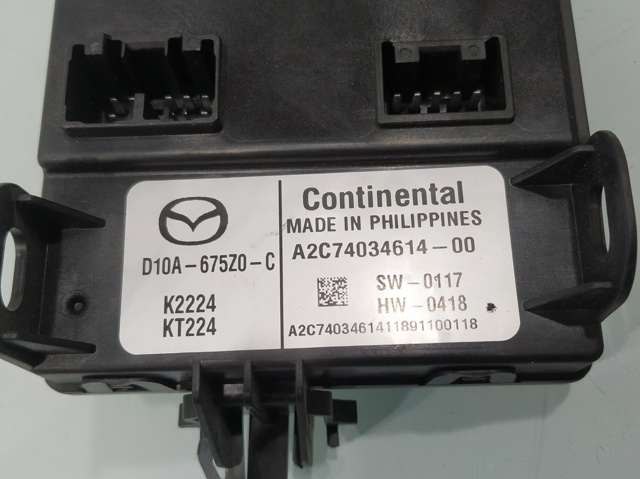 D10A-675Z0-C
K2224
KT224
Continental
MADE IN PHILIPPINES
A2C74034614-00
SW-0117
HW-0418
A2C7403461411891100118